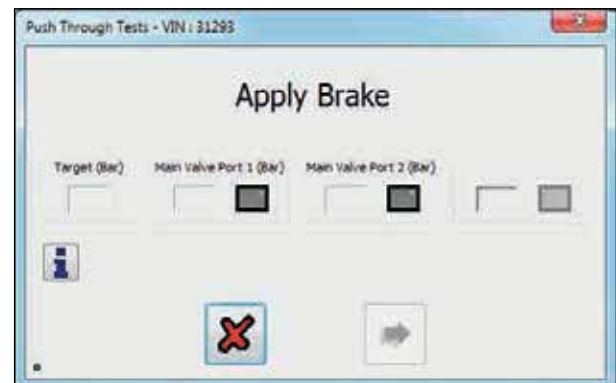 Push Through Tests - VIN : 31293
Apply Brake
Target (Bar)
Main Valve Port 1 (Bar)
Main Valve Port 2 (Bar)
i